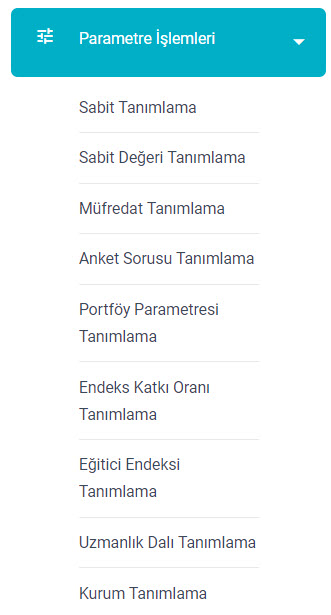 Parametre İşlemleri
Sabit Tanımlama
Sabit Değeri Tanımlama
Müfredat Tanımlama
Anket Sorusu Tanımlama
Portföy Parametresi
Tanımlama
Endeks Katkı Oranı
Tanımlama
Eğitici Endeksi
Tanımlama
Uzmanlık Dalı Tanımlama
Kurum Tanımlama